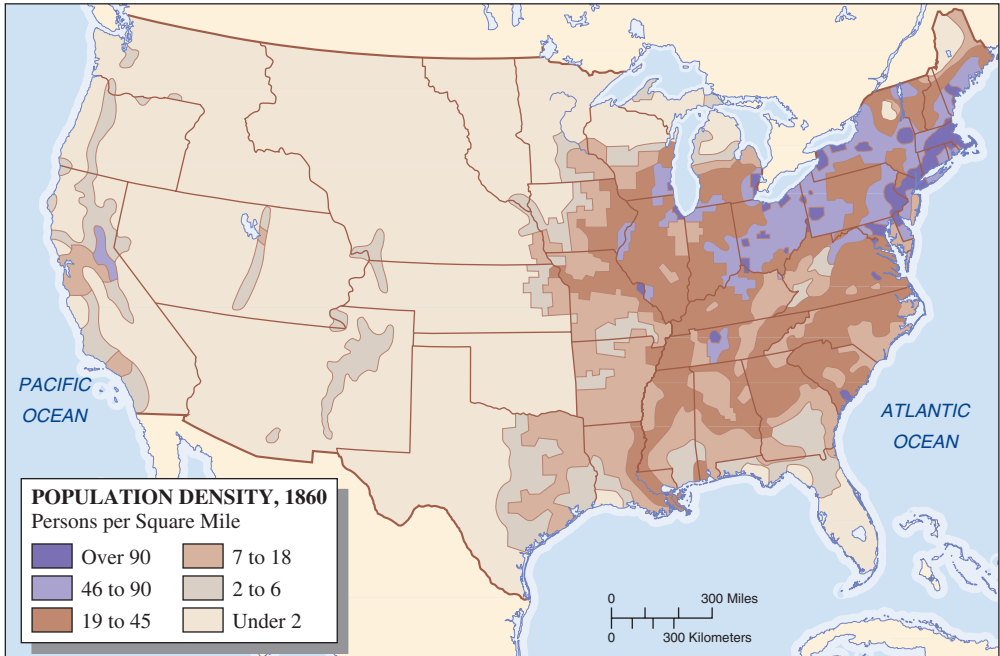 PACIFIC
OCEAN
ATLANTIC
OCEAN
POPULATION DENSITY, 1860
Persons per Square Mile
Over 90
46 to 90
19 to 45
7 to 18
2 to 6
Under 2
0 300 Miles
0 300 Kilometers